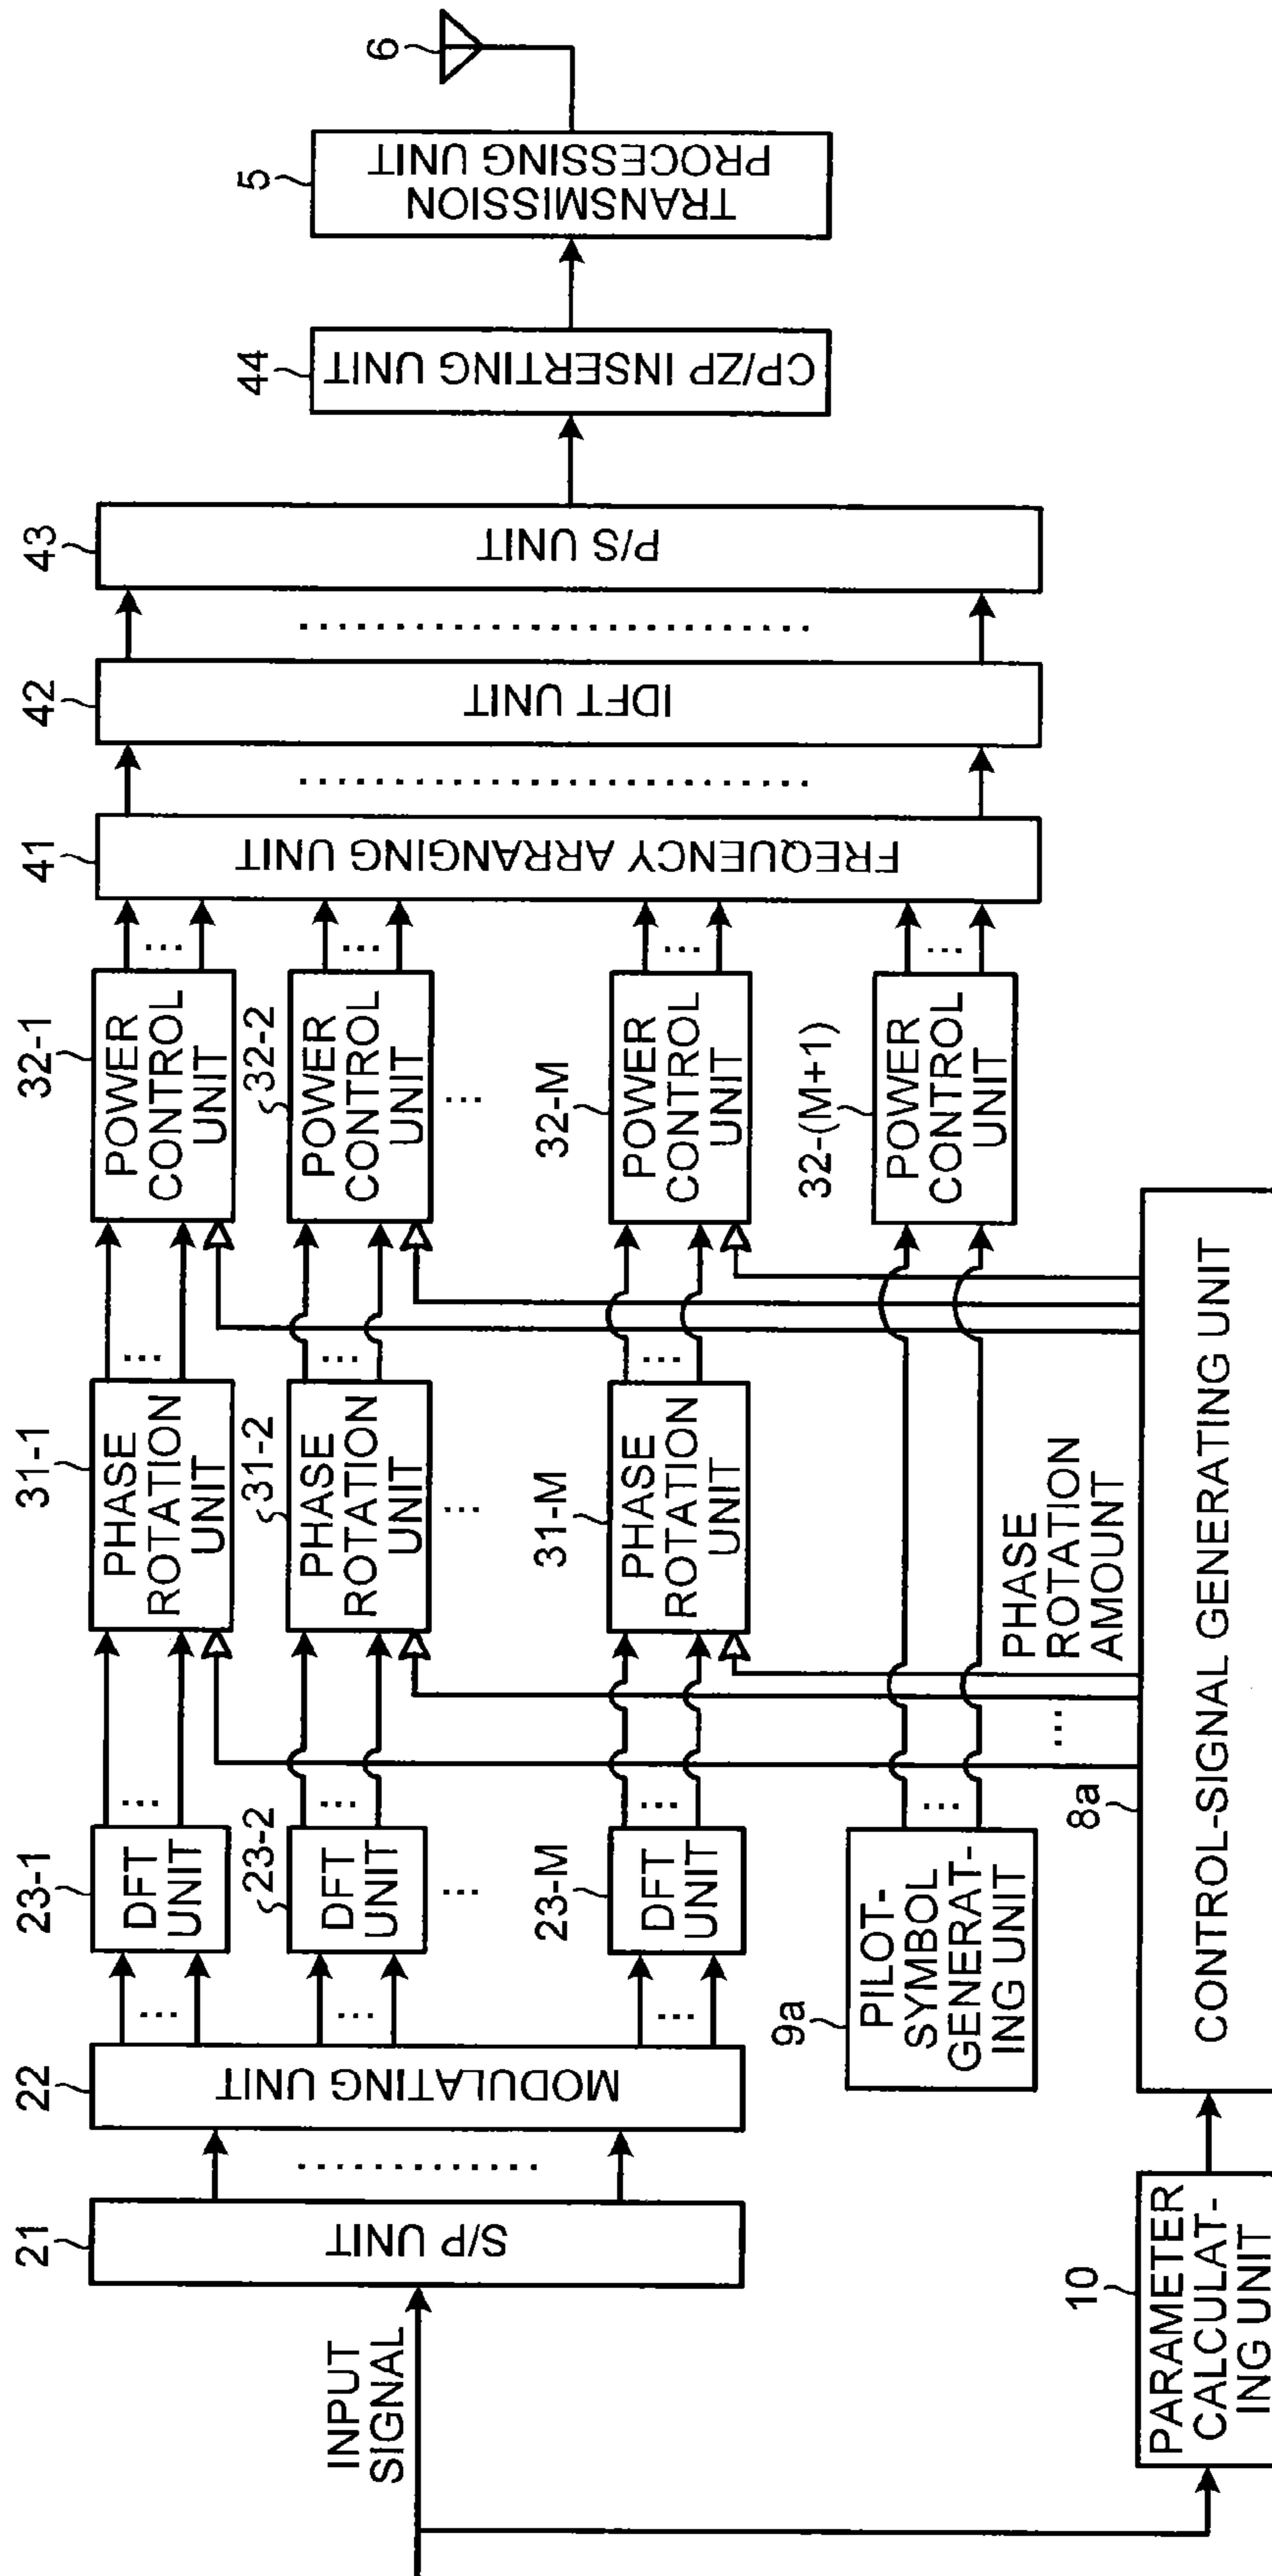 INPUT
SIGNAL
21
S/P UNIT
22
MODULATING UNIT
23-1
DFT
UNIT
23-2
DFT
UNIT
...
23-M
DFT
UNIT
31-1
PHASE
ROTATION
UNIT
31-2
PHASE
ROTATION
UNIT
...
31-M
PHASE
ROTATION
UNIT
32-1
POWER
CONTROL
UNIT
32-2
POWER
CONTROL
UNIT
...
32-M
POWER
CONTROL
UNIT
32-(M+1)
POWER
CONTROL
UNIT
41
FREQUENCY ARRANGING UNIT
42
IDFT UNIT
43
P/S UNIT
44
CP/ZP INSERTING UNIT
5
TRANSMISSION
PROCESSING UNIT
6
9a
PILOT-
SYMBOL
GENERAT-
ING UNIT
PHASE
ROTATION
AMOUNT
10
PARAMETER
CALCULAT-
ING UNIT
8a
CONTROL-SIGNAL GENERATING UNIT